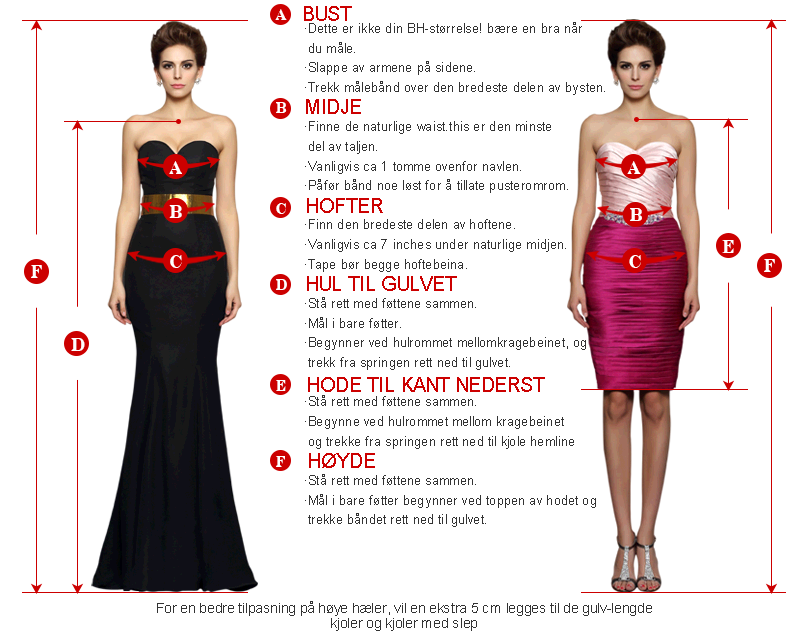 A BUST
·Dette er ikke din BH-størrelse! bære en bra når
du måle.
·Slappe av armene på sidene.
·Trekk målebånd over den bredeste delen av bysten.
B MIDJE
·Finne de naturlige waist.this er den minste
del av taljen.
·Vanligvis ca 1 tomme ovenfor navlen.
·Påfør bånd noe løst for å tillate pusteromrom.
C HOFTER
·Finn den bredeste delen av hoftene.
·Vanligvis ca 7 inches under naturlige midjen.
·Tape bør begge hoftebeina.
D HUL TIL GULVET
·Stå rett med føttene sammen.
·Mål i bare føtter.
·Begynner ved hulrommet mellomkragebeinet, og
trekk fra springen rett ned til gulvet.
E HODE TIL KANT NEDERST
·Stå rett med føttene sammen.
·Begynne ved hulrommet mellom kragebeinet
og trekke fra springen rett ned til kjole hemline
F HØYDE
·Stå rett med føttene sammen.
·Mål i bare føtter begynner ved toppen av hodet og
trekke båndet rett ned til gulvet.
A
B
C
D
F
A
B
C
E
F
For en bedre tilpasning på høye hæler, vil en ekstra 5 cm legges til de gulv-lengde
kjoler og kjoler med slep